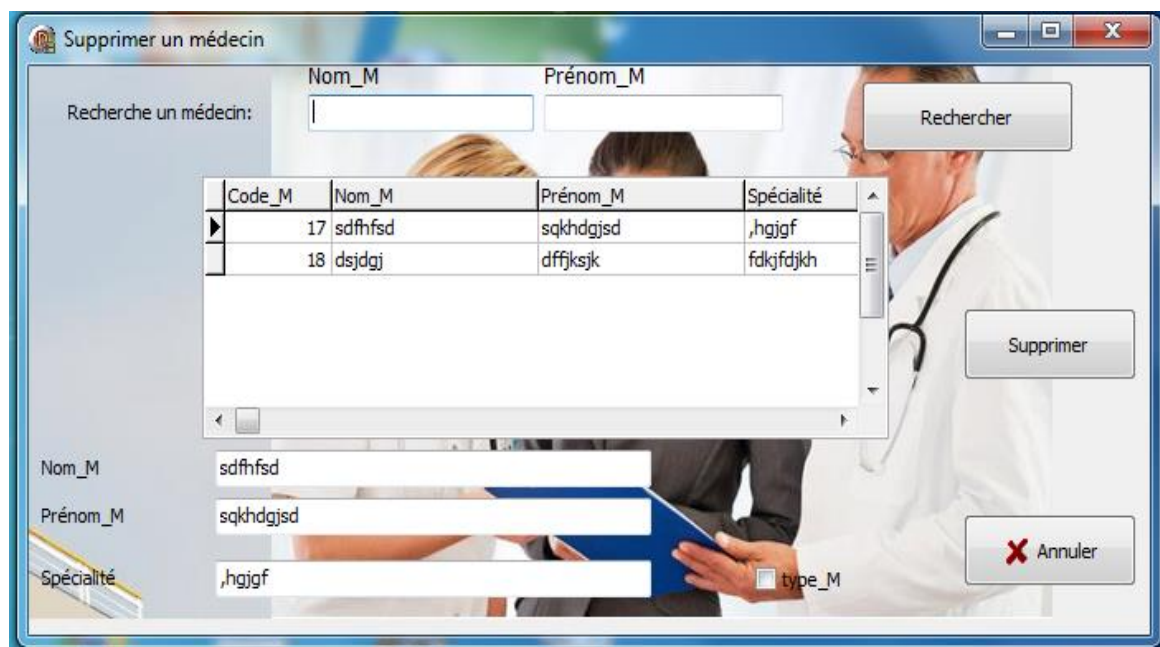 Supprimer un médecin
Nom_M Prénom_M
Recherche un médecin: Rechercher
Code_M Nom_M Prénom_M Spécialité
17 sdfhfsd sqkhdgjsd ,hgjgf
18 dsjdgj dffjksjk fdkjfdjkh
Supprimer
Nom_M sdfhfsd
Prénom_M sqkhdgjsd
Annuler
Spécialité ,hgjgf type_M